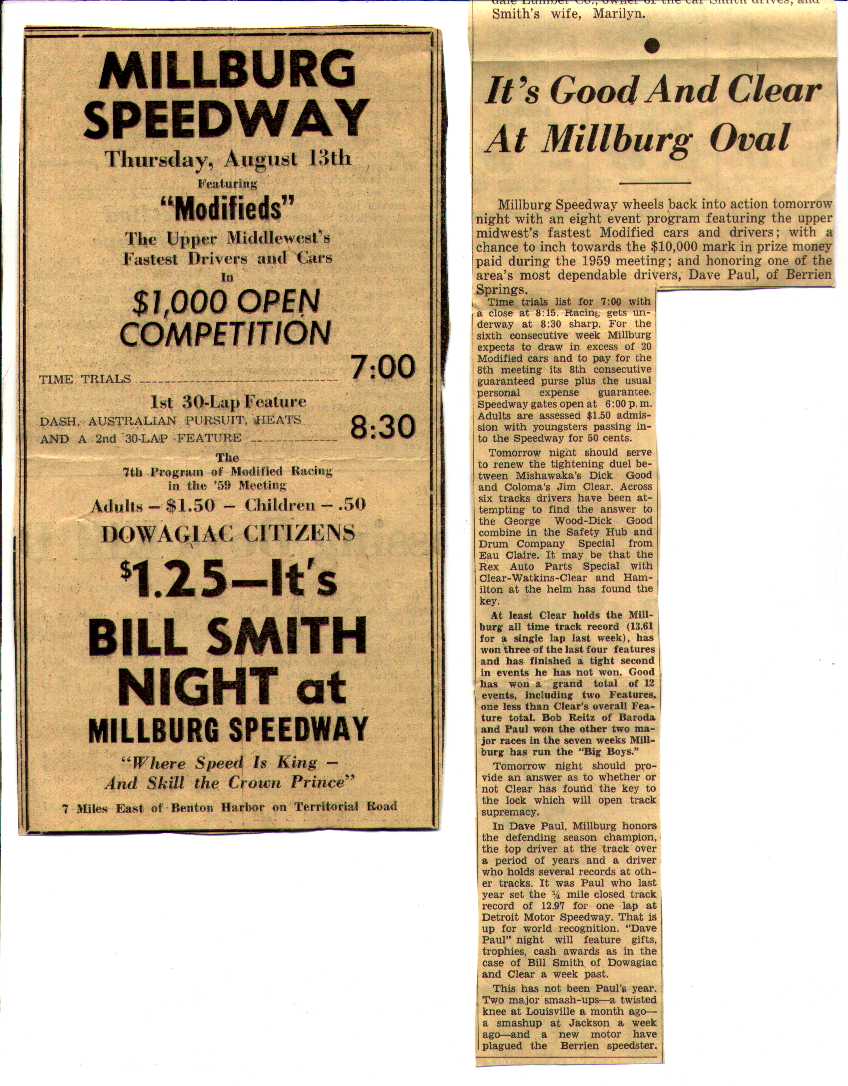 MILLBURG
SPEEDWAY
Thursday, August 13th
Featuring
"Modifieds"
The Upper Middlewest's
Fastest Drivers and Cars
In
$1,000 OPEN
COMPETITION
TIME TRIALS 7:00
1st 30-Lap Feature
DASH, AUSTRALIAN PURSUIT, HEATS
AND A 2nd 30-LAP FEATURE 8:30
The
7th Program of Modified Racing
in the '59 Meeting
Adults — $1.50 — Children — .50
DOWAGIAC CITIZENS
$1.25—It's
BILL SMITH
NIGHT at
MILLBURG SPEEDWAY
"Where Speed Is King —
And Skill the Crown Prince"
7 Miles East of Benton Harbor on Territorial Road
dale Lumber Co., owner of the car Smith drives, and
Smith's wife, Marilyn.
It's Good And Clear
At Millburg Oval
Millburg Speedway wheels back into action tomorrow
night with an eight event program featuring the upper
midwest's fastest Modified cars and drivers; with a
chance to inch towards the $10,000 mark in prize money
paid during the 1959 meeting; and honoring one of the
area's most dependable drivers, Dave Paul, of Berrien
Springs.
Time trials list for 7:00 with
a close at 8:15. Racing gets un-
derway at 8:30 sharp. For the
sixth consecutive week Millburg
expects to draw in excess of 20
Modified cars and to pay for the
8th meeting its 8th consecutive
guaranteed purse plus the usual
personal expense guarantee.
Speedway gates open at 6:00 p.m.
Adults are assessed $1.50 admis-
sion with youngsters passing in-
to the Speedway for 50 cents.
Tomorrow night should serve
to renew the tightening duel be-
tween Mishawaka's Dick Good
and Coloma's Jim Clear. Across
six tracks drivers have been at-
tempting to find the answer to
the George Wood-Dick Good
combine in the Safety Hub and
Drum Company Special from
Eau Claire. It may be that the
Rex Auto Parts Special with
Clear-Watkins-Clear and Ham-
ilton at the helm has found the
key.
At least Clear holds the Mill-
burg all time track record (13.61
for a single lap last week), has
won three of the last four features
and has finished a tight second
in events he has not won. Good
has won a grand total of 12
events, including two Features,
one less than Clear's overall Fea-
ture total. Bob Reitz of Baroda
and Paul won the other two ma-
jor races in the seven weeks Mill-
burg has run the "Big Boys."
Tomorrow night should pro-
vide an answer as to whether or
not Clear has found the key to
the lock which will open track
supremacy.
In Dave Paul, Millburg honors
the defending season champion,
the top driver at the track over
a period of years and a driver
who holds several records at oth-
er tracks. It was Paul who last
year set the ¼ mile closed track
record of 12.97 for one lap at
Detroit Motor Speedway. That is
up for world recognition. "Dave
Paul" night will feature gifts,
trophies, cash awards as in the
case of Bill Smith of Dowagiac
and Clear a week past.
This has not been Paul's year.
Two major smash-ups—a twisted
knee at Louisville a month ago—
a smashup at Jackson a week
ago—and a new motor have
plagued the Berrien speedster.